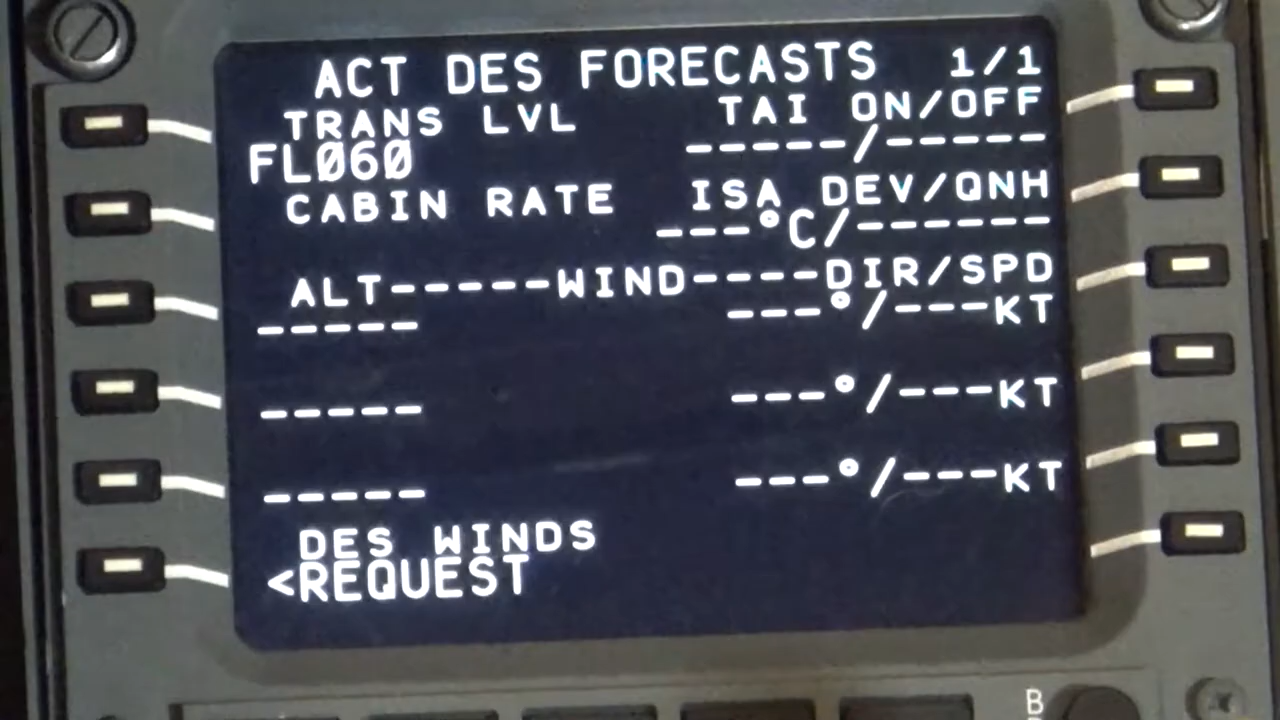 ACT DES FORECASTS 1/1
TRANS LVL TAI ON/OFF
FL060 -----/-----
CABIN RATE ISA DEV/QNH
---°C/------
ALT-----WIND----DIR/SPD
----- ---°/---KT
----- ---°/---KT
----- ---°/---KT
DES WINDS
<REQUEST
B